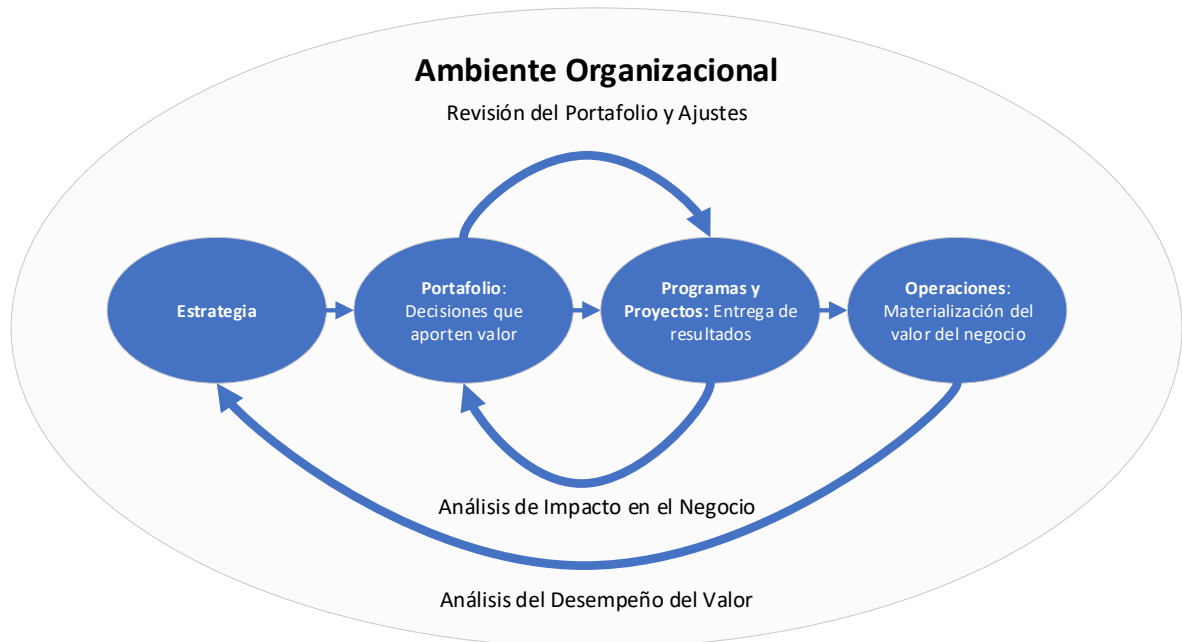 Ambiente Organizacional
Revisión del Portafolio y Ajustes
Estrategia
Portafolio:
Decisiones que
aporten valor
Programas y
Proyectos: Entrega de
resultados
Operaciones:
Materialización del
valor del negocio
Análisis de Impacto en el Negocio
Análisis del Desempeño del Valor